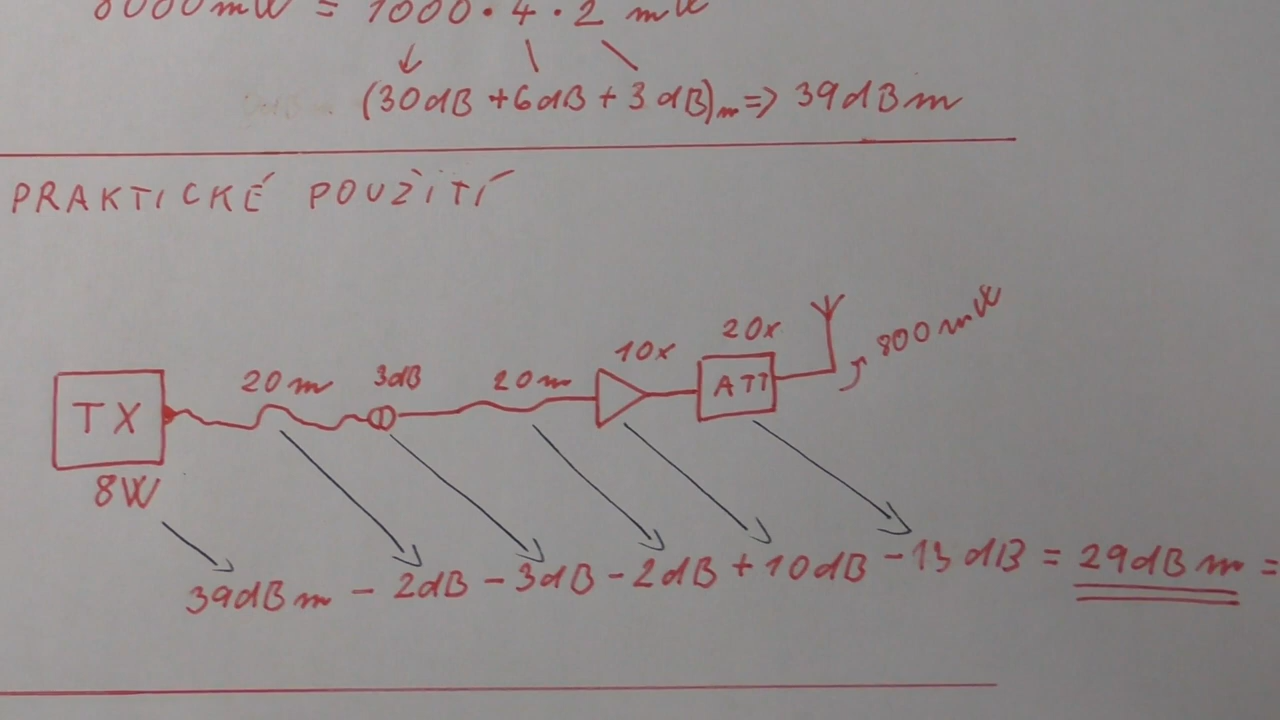 8000mW = 1000 · 4 · 2 mW
(30dB + 6dB + 3dB)m => 39dBm
PRAKTICKÉ POUŽITÍ
20x
800mW
10x
20m
3dB
20m
ATT
TX
8W
39dBm - 2dB - 3dB - 2dB + 10dB - 13dB = 29dBm =